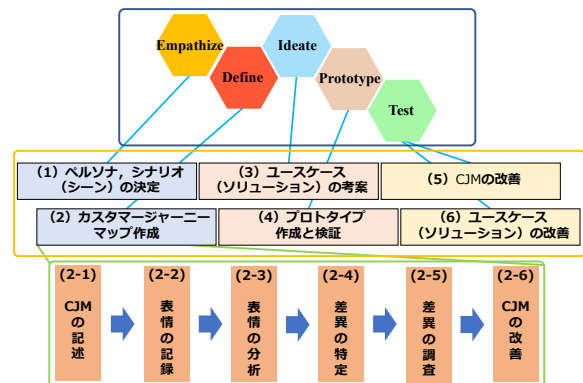 Empathize
Define
Ideate
Prototype
Test
(1) ペルソナ, シナリオ
(シーン) の決定
(3) ユースケース
(ソリューション) の考案
(5) CJMの改善
(2) カスタマージャーニー
マップ作成
(4) プロトタイプ
作成と検証
(6) ユースケース
(ソリューション) の改善
(2-1)
CJMの記述
(2-2)
表情の記録
(2-3)
表情の分析
(2-4)
差異の特定
(2-5)
差異の調査
(2-6)
CJMの改善